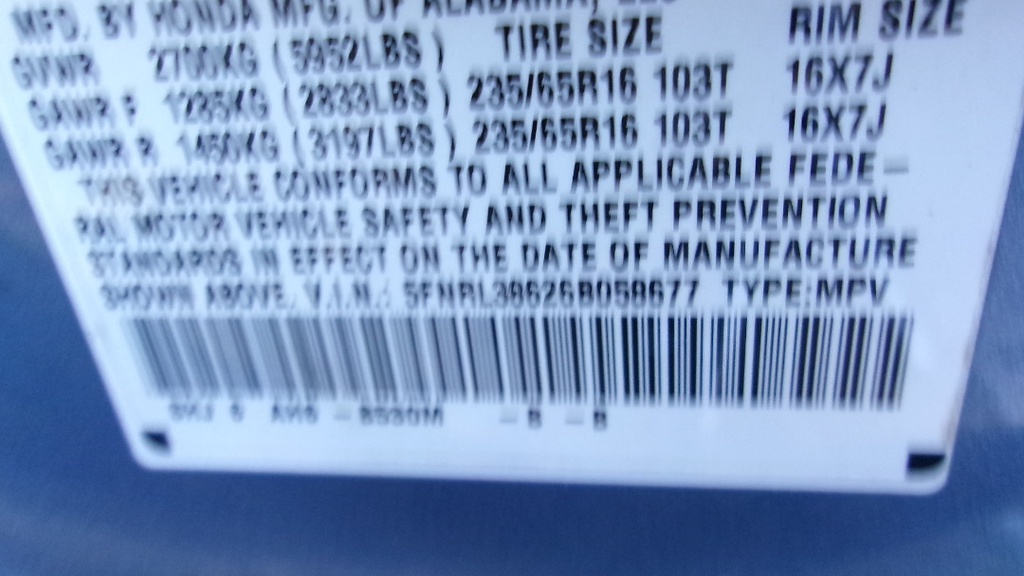 MFD. BY HONDA MFG. OF ALABAMA, LLC
TIRE SIZE RIM SIZE
GVWR 2700KG (5952LBS)
GAWR F 1285KG (2833LBS) 235/65R16 103T 16X7J
GAWR R 1450KG (3197LBS) 235/65R16 103T 16X7J
THIS VEHICLE CONFORMS TO ALL APPLICABLE FEDE-
RAL MOTOR VEHICLE SAFETY AND THEFT PREVENTION
STANDARDS IN EFFECT ON THE DATE OF MANUFACTURE
SHOWN ABOVE. V.I.N.: TYPE:MPV
-B -B